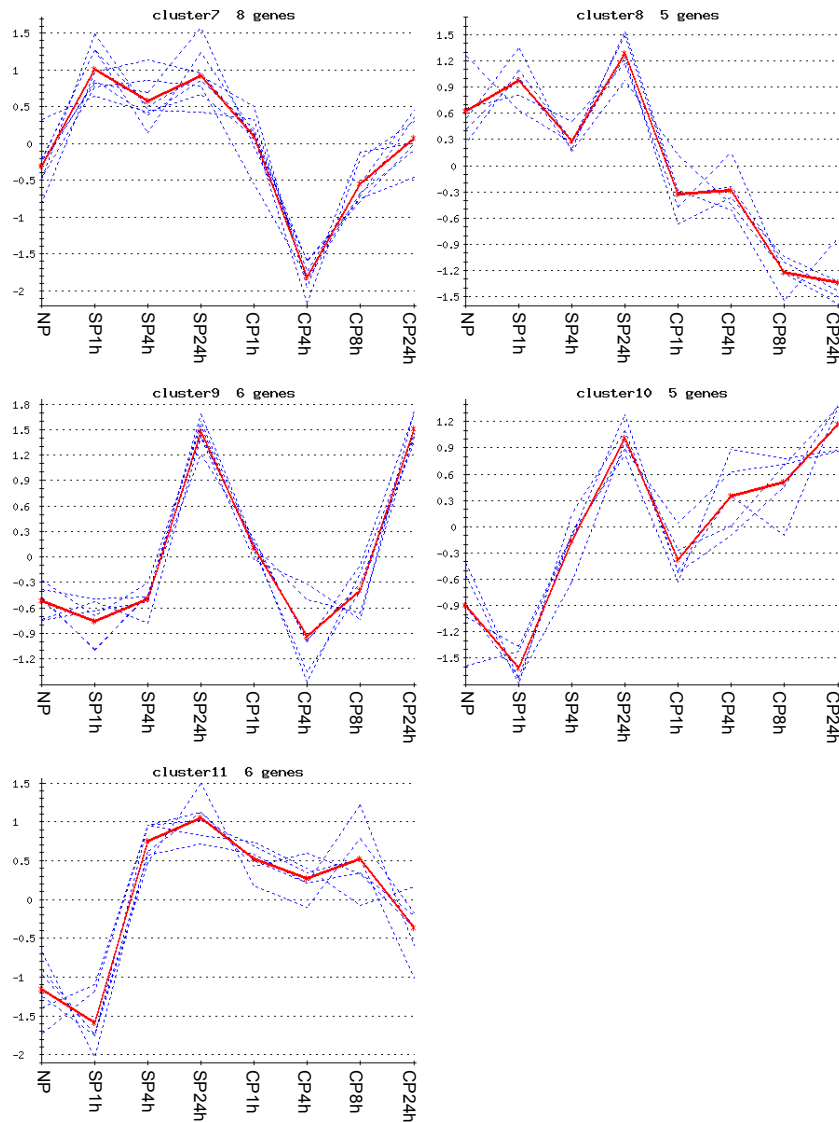 cluster7 8 genes
1.5
1
0.5
0
-0.5
-1
-1.5
-2
NP
SP1h
SP4h
SP24h
CP1h
CP4h
CP8h
CP24h
cluster8 5 genes
1.5
1.2
0.9
0.6
0.3
0
-0.3
-0.6
-0.9
-1.2
-1.5
NP
SP1h
SP4h
SP24h
CP1h
CP4h
CP8h
CP24h
cluster9 6 genes
1.8
1.5
1.2
0.9
0.6
0.3
0
-0.3
-0.6
-0.9
-1.2
NP
SP1h
SP4h
SP24h
CP1h
CP4h
CP8h
CP24h
cluster10 5 genes
1.2
0.9
0.6
0.3
0
-0.3
-0.6
-0.9
-1.2
-1.5
NP
SP1h
SP4h
SP24h
CP1h
CP4h
CP8h
CP24h
cluster11 6 genes
1.5
1
0.5
0
-0.5
-1
-1.5
-2
NP
SP1h
SP4h
SP24h
CP1h
CP4h
CP8h
CP24h